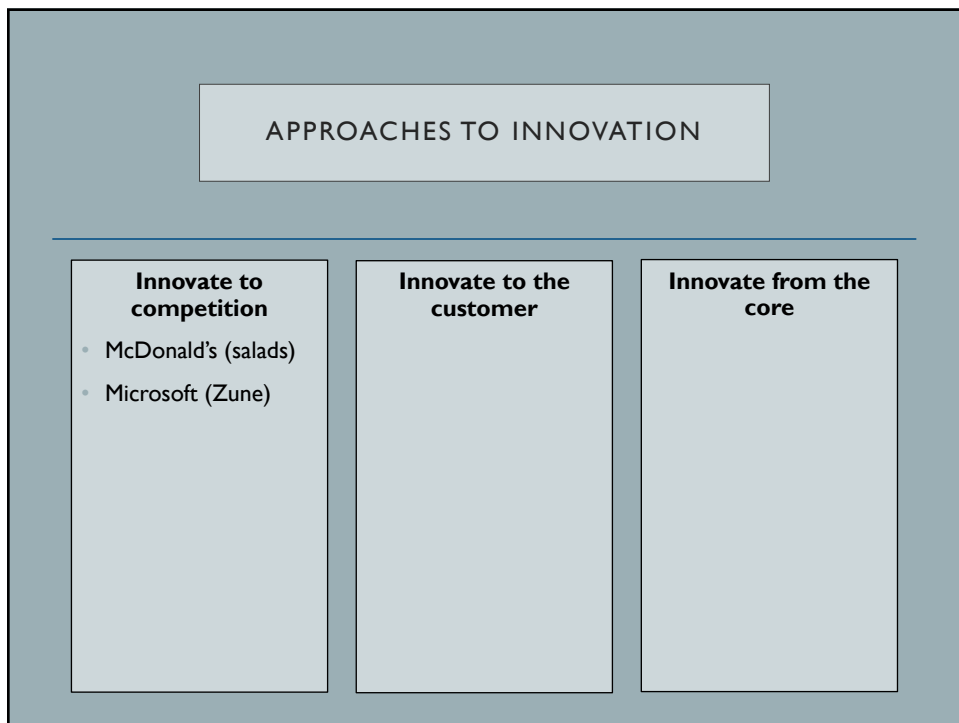 APPROACHES TO INNOVATION
Innovate to
competition
• McDonald's (salads)
• Microsoft (Zune)
Innovate to the
customer
Innovate from the
core